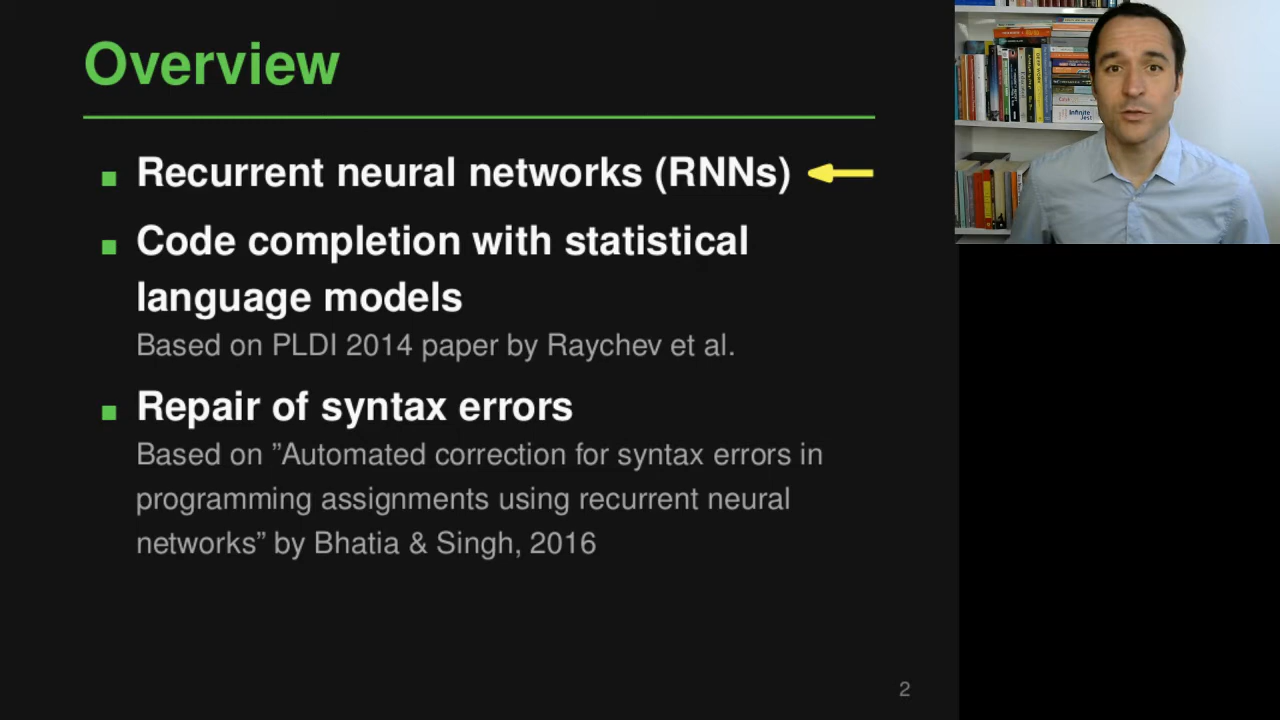 Overview
Recurrent neural networks (RNNs)
Code completion with statistical
language models
Based on PLDI 2014 paper by Raychev et al.
Repair of syntax errors
Based on ”Automated correction for syntax errors in
programming assignments using recurrent neural
networks” by Bhatia & Singh, 2016
2
Infinite
Jest